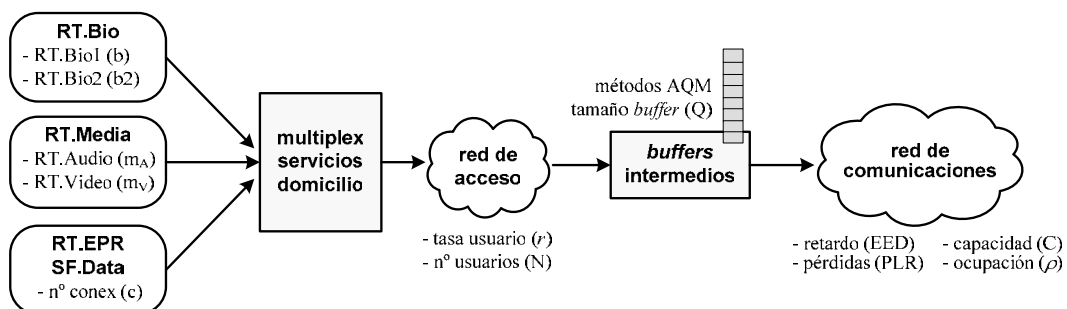 RT.Bio
- RT.Bio1 (b)
- RT.Bio2 (b2)
RT.Media
- RT.Audio (mA)
- RT.Video (mV)
RT.EPR
SF.Data
- nº conex (c)
multiplex
servicios
domicilio
red de
acceso
- tasa usuario (r)
- nº usuarios (N)
métodos AQM
tamaño buffer (Q)
buffers
intermedios
red de
comunicaciones
- retardo (EED) - capacidad (C)
- pérdidas (PLR) - ocupación (ρ)